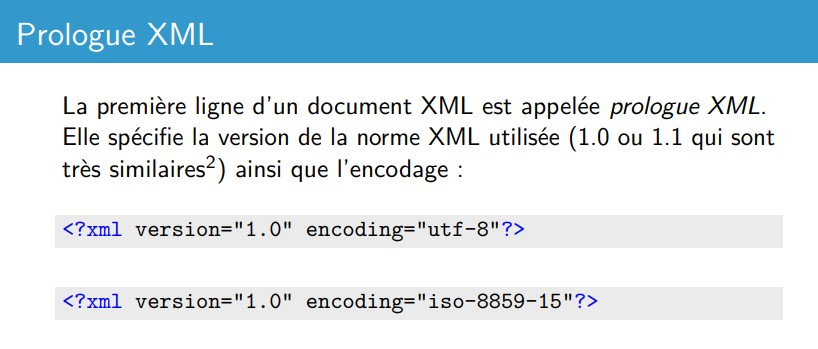 Prologue XML
La première ligne d'un document XML est appelée prologue XML.
Elle spécifie la version de la norme XML utilisée (1.0 ou 1.1 qui sont
très similaires²) ainsi que l'encodage :
<?xml version="1.0" encoding="utf-8"?>
<?xml version="1.0" encoding="iso-8859-15"?>